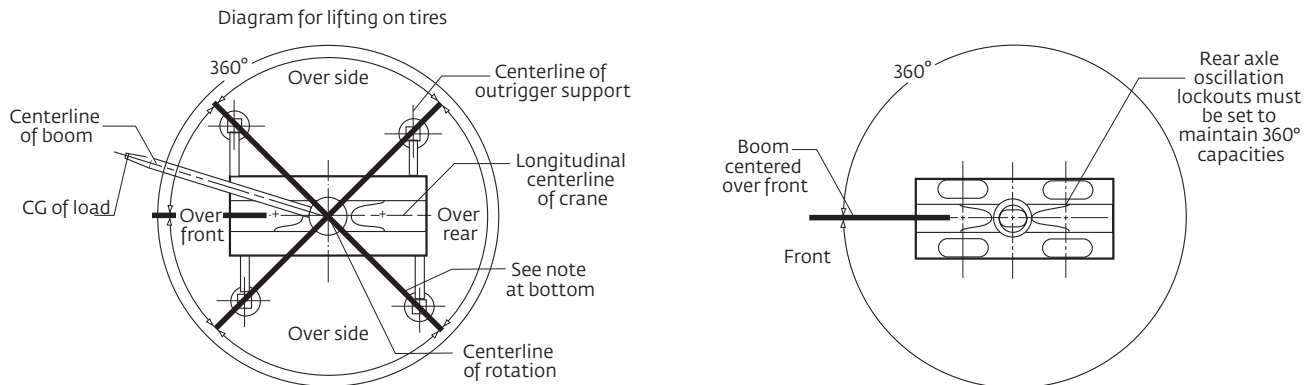 Diagram for lifting on tires
360°
Over side
Centerline of
outrigger support
Centerline
of boom
CG of load
Over
front
Longitudinal
centerline
of crane
Over
rear
See note
at bottom
Over side
Centerline
of rotation
360°
Rear axle
oscillation
lockouts must
be set to
maintain 360°
capacities
Boom
centered
over front
Front